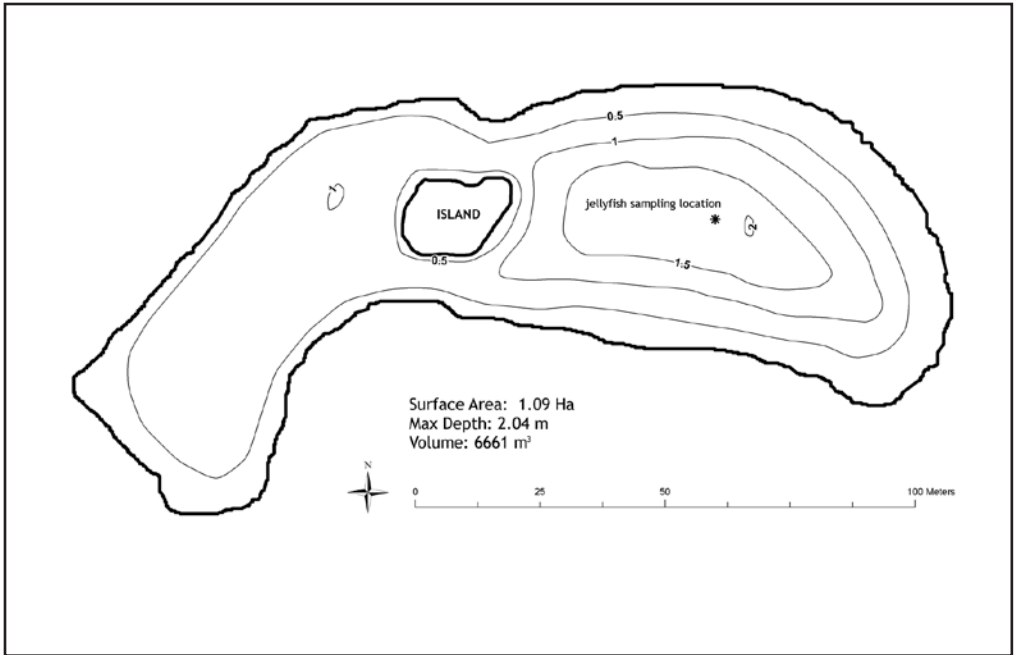 0.5
1
jellyfish sampling location
*
1
ISLAND
2
0.5
1.5
Surface Area: 1.09 Ha
Max Depth: 2.04 m
Volume: 6661 m³
N
0 25 50 100 Meters